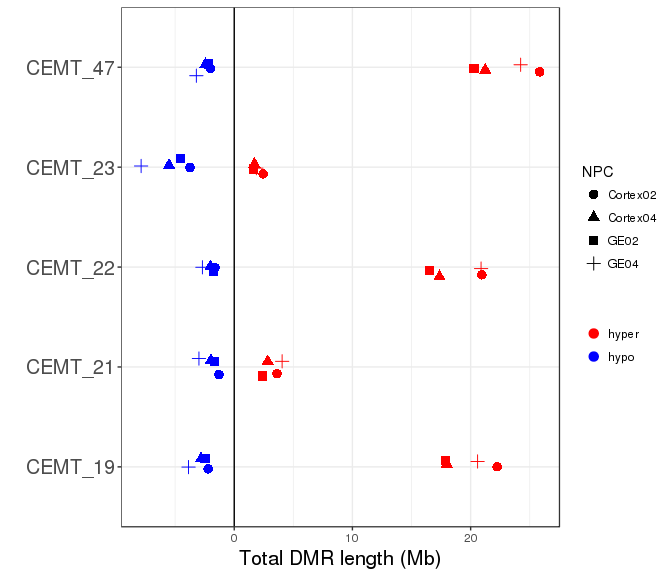 CEMT_47
CEMT_23
CEMT_22
CEMT_21
CEMT_19
0
10
20
Total DMR length (Mb)
NPC
Cortex02
Cortex04
GE02
GE04
hyper
hypo